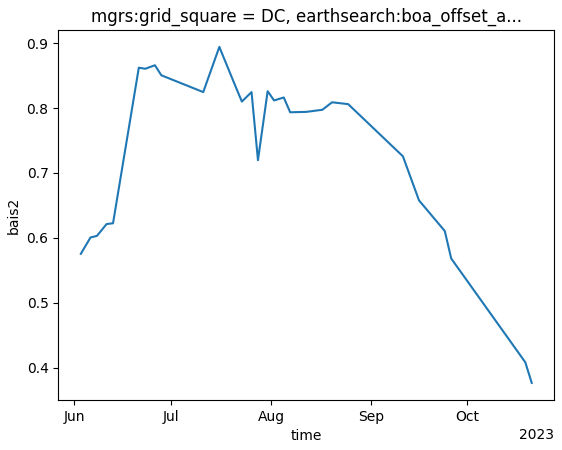 mgrs:grid_square = DC, earthsearch:boa_offset_a...
0.9
0.8
0.7
0.6
0.5
0.4
bais2
Jun Jul Aug Sep Oct
time
2023